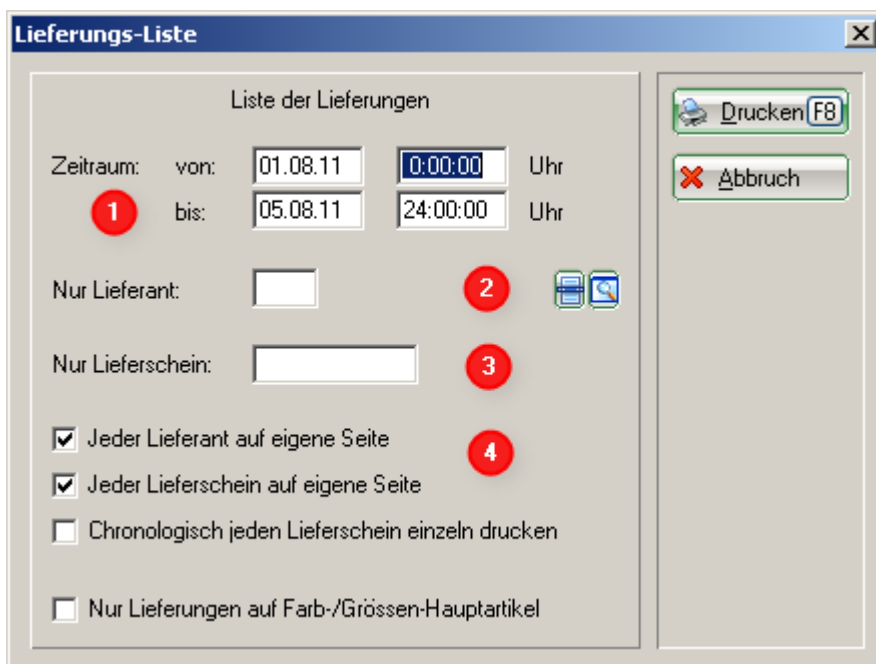 Lieferungs-Liste
Liste der Lieferungen
Zeitraum: von: 01.08.11 0:00:00 Uhr
1 bis: 05.08.11 24:00:00 Uhr
Nur Lieferant: 2
Nur Lieferschein: 3
Jeder Lieferant auf eigene Seite
4
Jeder Lieferschein auf eigene Seite
Chronologisch jeden Lieferschein einzeln drucken
Nur Lieferungen auf Farb-/Grössen-Hauptartikel
Drucken F8
Abbruch